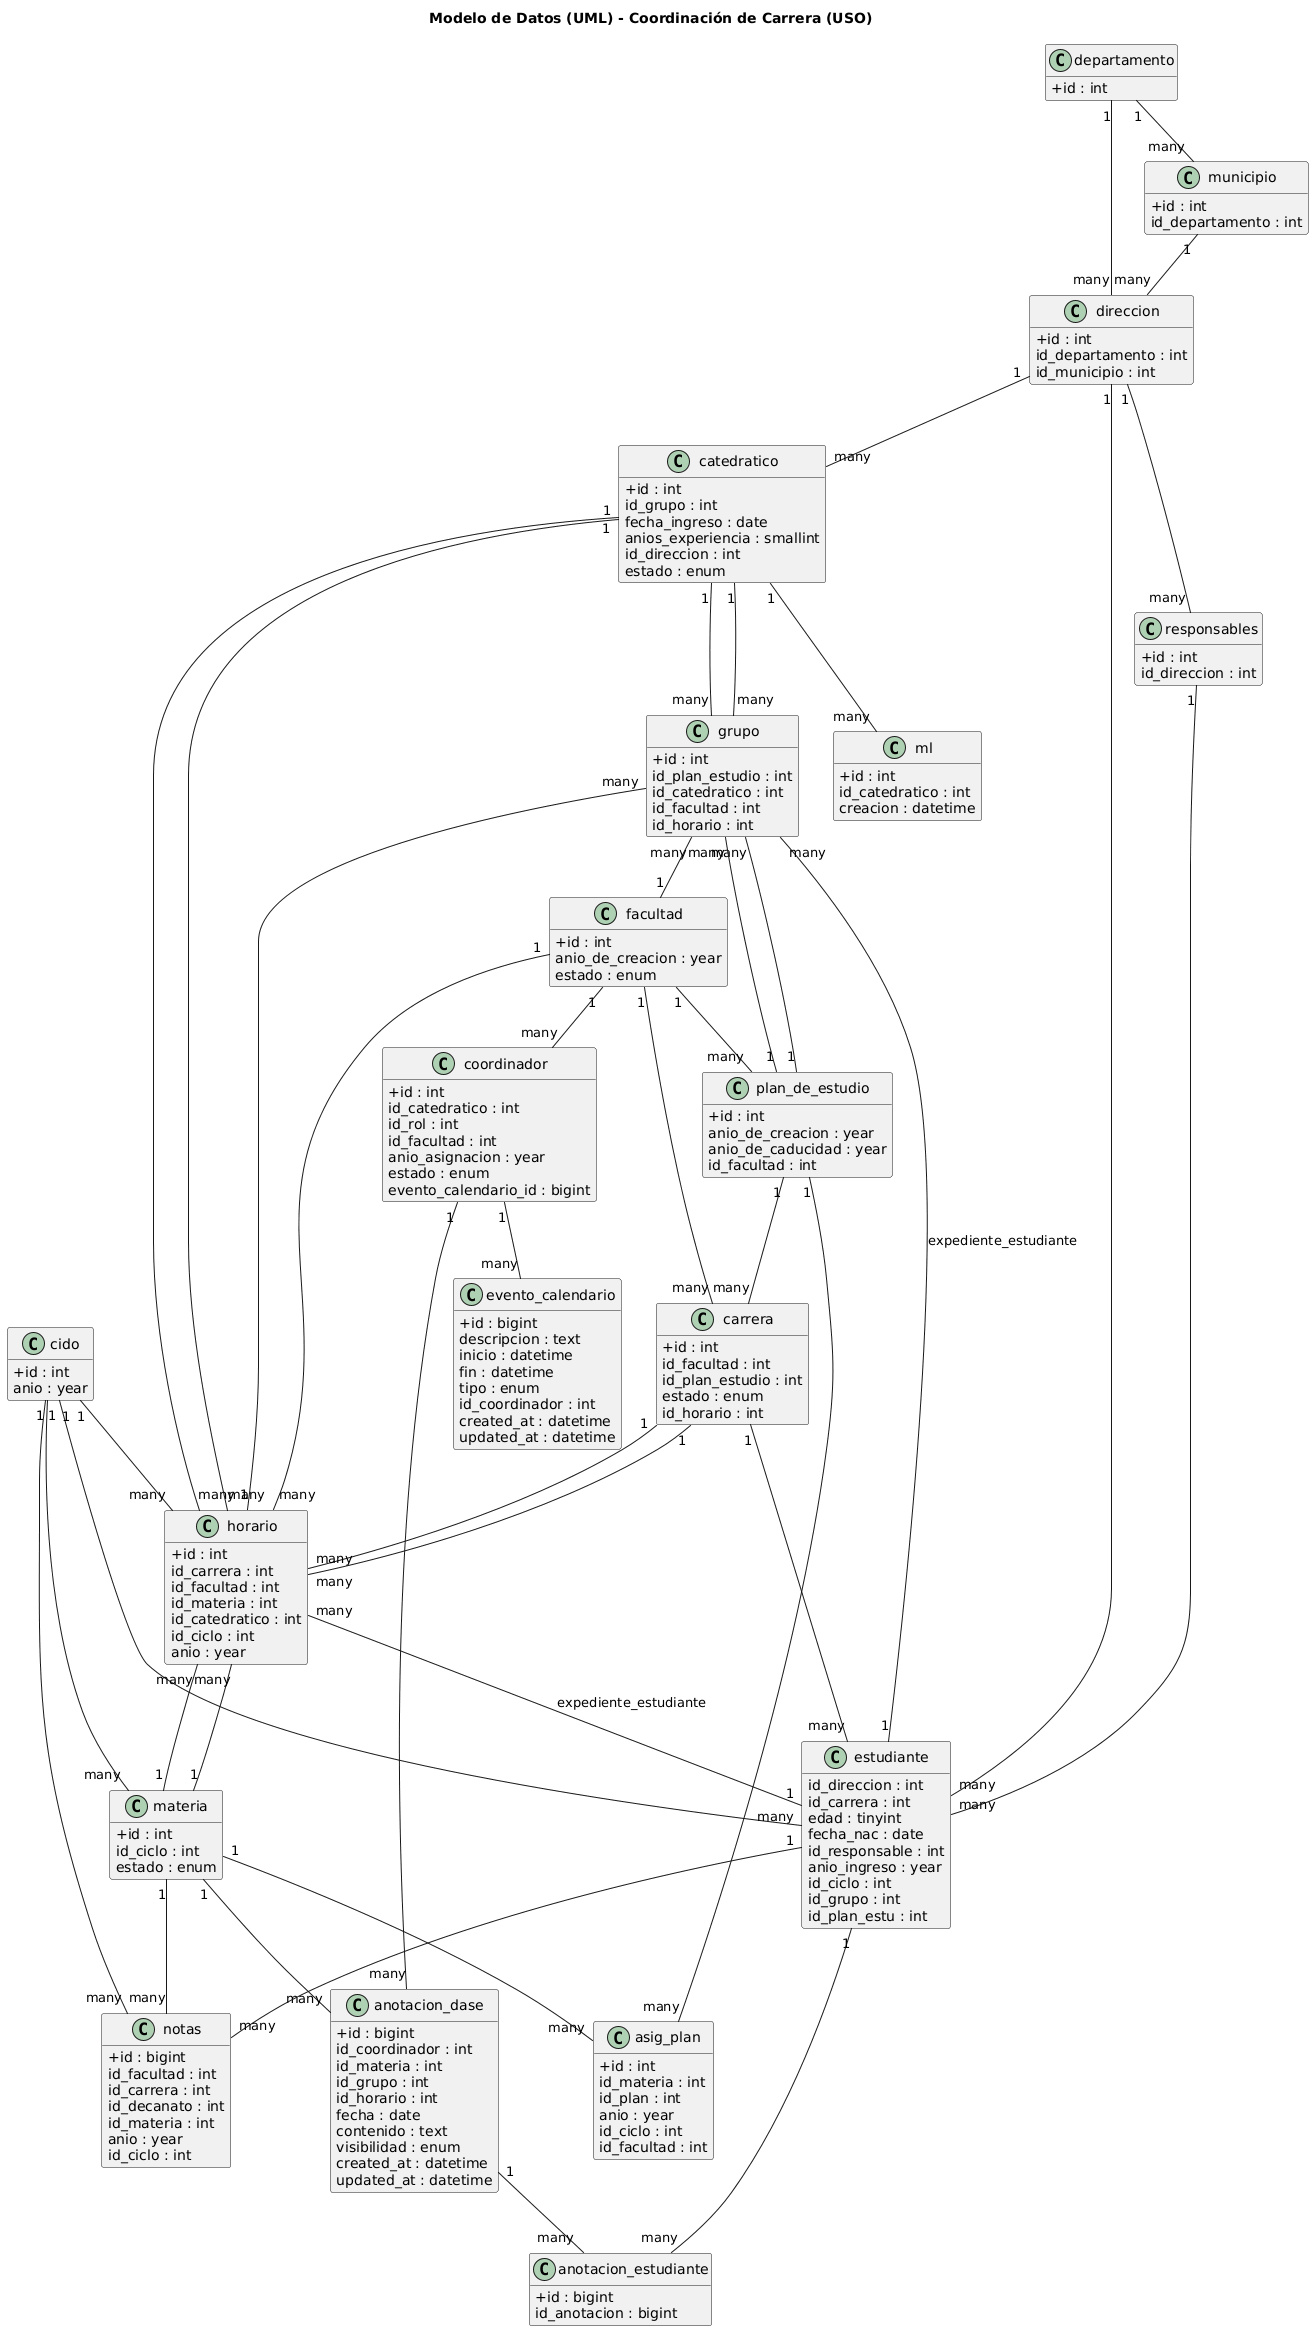 Modelo de Datos (UML) - Coordinación de Carrera (USO)
C departamento
+id : int
1
1
many
C municipio
+id : int
id_departamento : int
1
many
many
C direccion
+id : int
id_departamento : int
id_municipio : int
1
1
1
many
C catedratico
+id : int
id_grupo : int
fecha_ingreso : date
anios_experiencia : smallint
id_direccion : int
estado : enum
1
1
1
1
1
many
C responsables
+id : int
id_direccion : int
1
many
many
many
C grupo
+id : int
id_plan_estudio : int
id_catedratico : int
id_facultad : int
id_horario : int
many
C ml
+id : int
id_catedratico : int
creacion : datetime
many
many
many
many
1
C facultad
+id : int
anio_de_creacion : year
estado : enum
1
1
1
1
many
many
1
1
C coordinador
+id : int
id_catedratico : int
id_rol : int
id_facultad : int
anio_asignacion : year
estado : enum
evento_calendario_id : bigint
C plan_de_estudio
+id : int
anio_de_creacion : year
anio_de_caducidad : year
id_facultad : int
1
1
1
1
expediente_estudiante
many
many
many
C evento_calendario
+id : bigint
descripcion : text
inicio : datetime
fin : datetime
tipo : enum
id_coordinador : int
created_at : datetime
updated_at : datetime
C carrera
+id : int
id_facultad : int
id_plan_estudio : int
estado : enum
id_horario : int
1
1
1
C cido
+id : int
anio : year
1
1
1
1
many
many
many
1
many
C horario
+id : int
id_carrera : int
id_facultad : int
id_materia : int
id_catedratico : int
id_ciclo : int
anio : year
many
many
many
many
many
expediente_estudiante
many
1
C estudiante
id_direccion : int
id_carrera : int
edad : tinyint
fecha_nac : date
id_responsable : int
anio_ingreso : year
id_ciclo : int
id_grupo : int
id_plan_estu : int
many
1
1
1
many
many
many
1
1
C materia
+id : int
id_ciclo : int
estado : enum
1
1
1
many
many
many
many
many
many
many
C notas
+id : bigint
id_facultad : int
id_carrera : int
id_decanato : int
id_materia : int
anio : year
id_ciclo : int
C anotacion_dase
+id : bigint
id_coordinador : int
id_materia : int
id_grupo : int
id_horario : int
fecha : date
contenido : text
visibilidad : enum
created_at : datetime
updated_at : datetime
C asig_plan
+id : int
id_materia : int
id_plan : int
anio : year
id_ciclo : int
id_facultad : int
1
many
many
C anotacion_estudiante
+id : bigint
id_anotacion : bigint